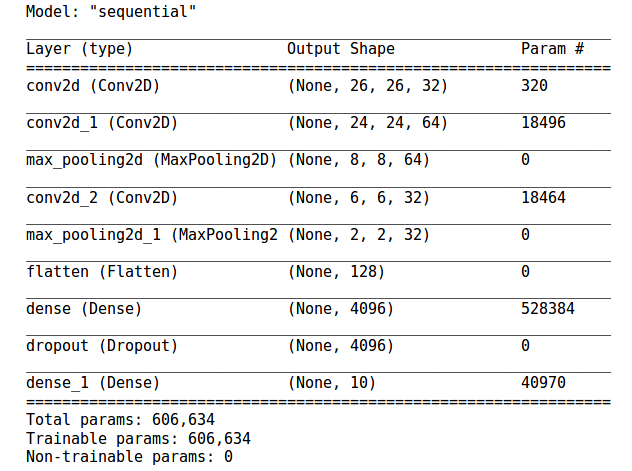 Model: "sequential"
_________________________________________________________________
Layer (type)                 Output Shape              Param #
=================================================================
conv2d (Conv2D)              (None, 26, 26, 32)        320
_________________________________________________________________
conv2d_1 (Conv2D)            (None, 24, 24, 64)        18496
_________________________________________________________________
max_pooling2d (MaxPooling2D) (None, 8, 8, 64)          0
_________________________________________________________________
conv2d_2 (Conv2D)            (None, 6, 6, 32)          18464
_________________________________________________________________
max_pooling2d_1 (MaxPooling2 (None, 2, 2, 32)          0
_________________________________________________________________
flatten (Flatten)            (None, 128)               0
_________________________________________________________________
dense (Dense)                (None, 4096)              528384
_________________________________________________________________
dropout (Dropout)            (None, 4096)              0
_________________________________________________________________
dense_1 (Dense)              (None, 10)                40970
=================================================================
Total params: 606,634
Trainable params: 606,634
Non-trainable params: 0